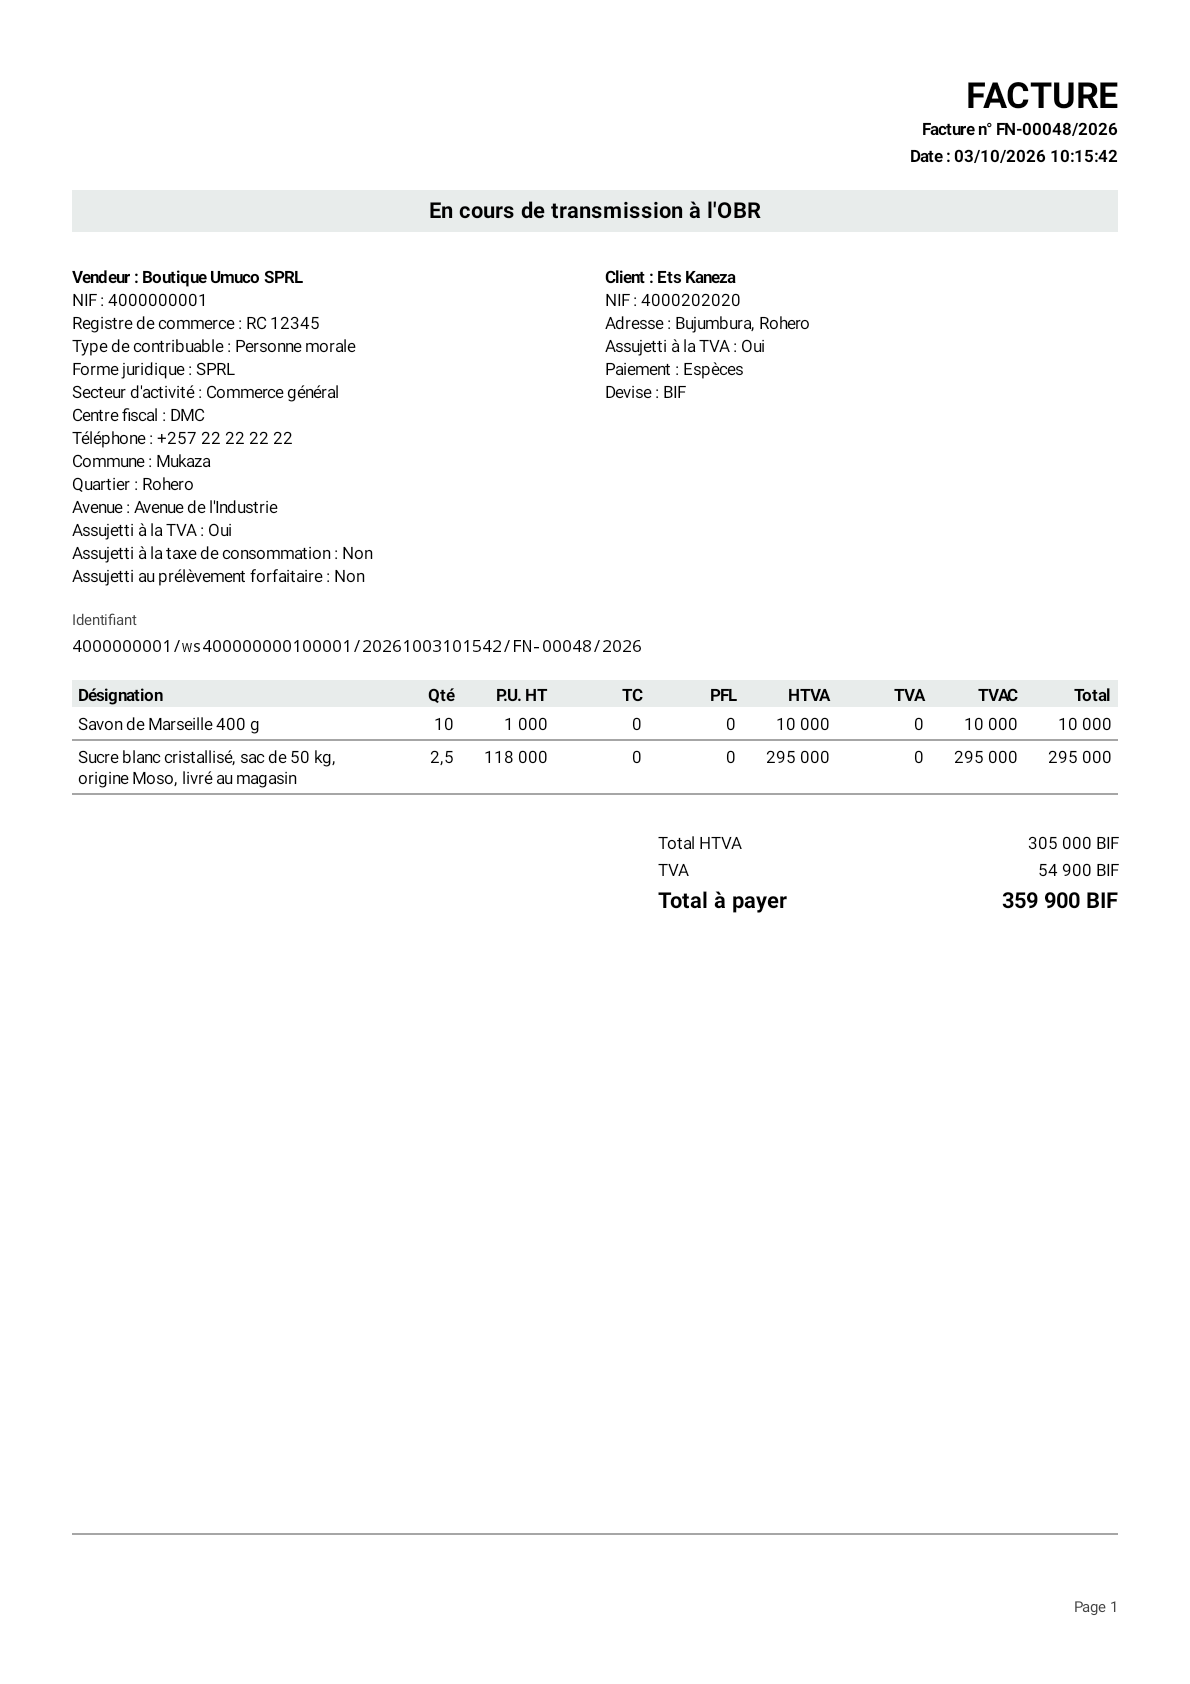 FACTURE
Facture n° FN-00048/2026
Date : 03/10/2026 10:15:42
En cours de transmission à l'OBR
Vendeur : Boutique Umuco SPRL
NIF : 4000000001
Registre de commerce : RC 12345
Type de contribuable : Personne morale
Forme juridique : SPRL
Secteur d'activité : Commerce général
Centre fiscal : DMC
Téléphone : +257 22 22 22 22
Commune : Mukaza
Quartier : Rohero
Avenue : Avenue de l'Industrie
Assujetti à la TVA : Oui
Assujetti à la taxe de consommation : Non
Assujetti au prélèvement forfaitaire : Non
Client : Ets Kaneza
NIF : 4000202020
Adresse : Bujumbura, Rohero
Assujetti à la TVA : Oui
Paiement : Espèces
Devise : BIF
Identifiant
4000000001/ws400000000100001/20261003101542/FN-00048/2026
Désignation Qté P.U. HT TC PFL HTVA TVA TVAC Total
Savon de Marseille 400 g 10 1 000 0 0 10 000 0 10 000 10 000
Sucre blanc cristallisé, sac de 50 kg, 2,5 118 000 0 0 295 000 0 295 000 295 000
origine Moso, livré au magasin
Total HTVA 305 000 BIF
TVA 54 900 BIF
Total à payer 359 900 BIF
Page 1